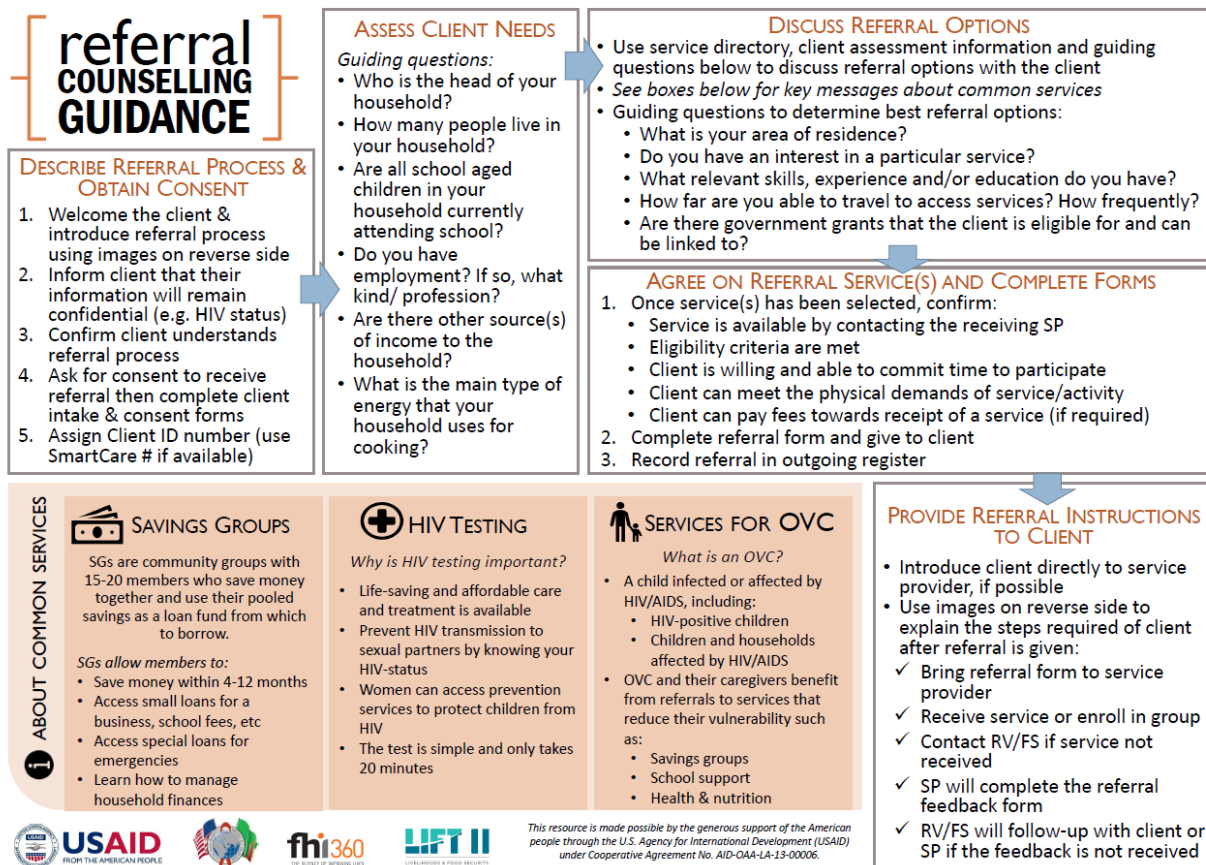 referral
COUNSELLING
GUIDANCE
DESCRIBE REFERRAL PROCESS &
OBTAIN CONSENT
1. Welcome the client &
introduce referral process
using images on reverse side
2. Inform client that their
information will remain
confidential (e.g. HIV status)
3. Confirm client understands
referral process
4. Ask for consent to receive
referral then complete client
intake & consent forms
5. Assign Client ID number (use
SmartCare # if available)
ASSESS CLIENT NEEDS
Guiding questions:
• Who is the head of your
household?
• How many people live in
your household?
• Are all school aged
children in your
household currently
attending school?
• Do you have
employment? If so, what
kind/ profession?
• Are there other source(s)
of income to the
household?
• What is the main type of
energy that your
household uses for
cooking?
DISCUSS REFERRAL OPTIONS
• Use service directory, client assessment information and guiding
questions below to discuss referral options with the client
• See boxes below for key messages about common services
• Guiding questions to determine best referral options:
• What is your area of residence?
• Do you have an interest in a particular service?
• What relevant skills, experience and/or education do you have?
• How far are you able to travel to access services? How frequently?
• Are there government grants that the client is eligible for and can
be linked to?
AGREE ON REFERRAL SERVICE(S) AND COMPLETE FORMS
1. Once service(s) has been selected, confirm:
• Service is available by contacting the receiving SP
• Eligibility criteria are met
• Client is willing and able to commit time to participate
• Client can meet the physical demands of service/activity
• Client can pay fees towards receipt of a service (if required)
2. Complete referral form and give to client
3. Record referral in outgoing register
PROVIDE REFERRAL INSTRUCTIONS
TO CLIENT
• Introduce client directly to service
provider, if possible
• Use images on reverse side to
explain the steps required of client
after referral is given:
✓ Bring referral form to service
provider
✓ Receive service or enroll in group
✓ Contact RV/FS if service not
received
✓ SP will complete the referral
feedback form
✓ RV/FS will follow-up with client or
SP if the feedback is not received
ABOUT COMMON SERVICES
SAVINGS GROUPS
SGs are community groups with
15-20 members who save money
together and use their pooled
savings as a loan fund from which
to borrow.
SGs allow members to:
• Save money within 4-12 months
• Access small loans for a
business, school fees, etc
• Access special loans for
emergencies
• Learn how to manage
household finances
HIV TESTING
Why is HIV testing important?
• Life-saving and affordable care
and treatment is available
• Prevent HIV transmission to
sexual partners by knowing your
HIV-status
• Women can access prevention
services to protect children from
HIV
• The test is simple and only takes
20 minutes
SERVICES FOR OVC
What is an OVC?
• A child infected or affected by
HIV/AIDS, including:
• HIV-positive children
• Children and households
affected by HIV/AIDS
• OVC and their caregivers benefit
from referrals to services that
reduce their vulnerability such
as:
• Savings groups
• School support
• Health & nutrition
USAID
FROM THE AMERICAN PEOPLE
fhi360
THE SCIENCE OF IMPROVING LIVES
LIFT II
LIVELIHOODS & FOOD SECURITY
This resource is made possible by the generous support of the American
people through the U.S. Agency for International Development (USAID)
under Cooperative Agreement No. AID-OAA-LA-13-00006.